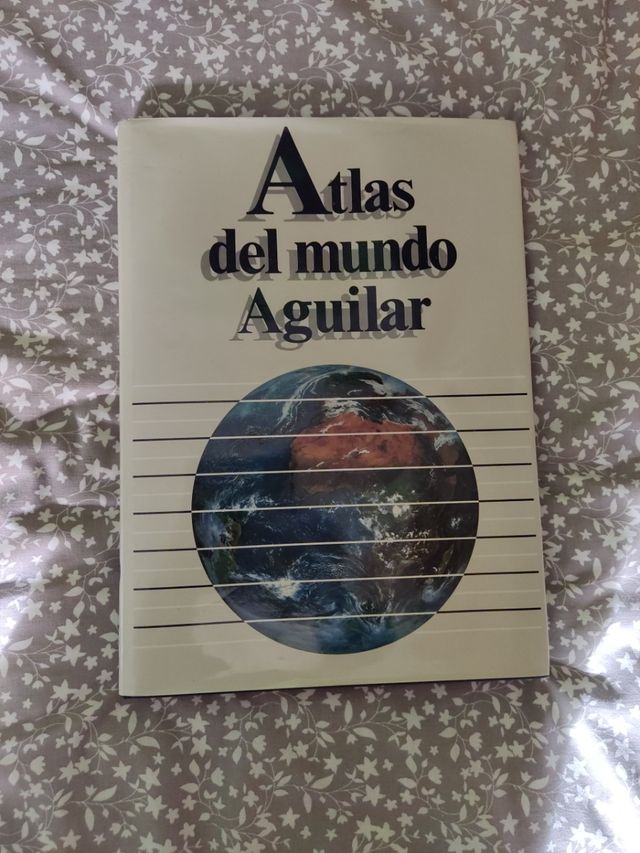 Atlas
del mundo
Aguilar